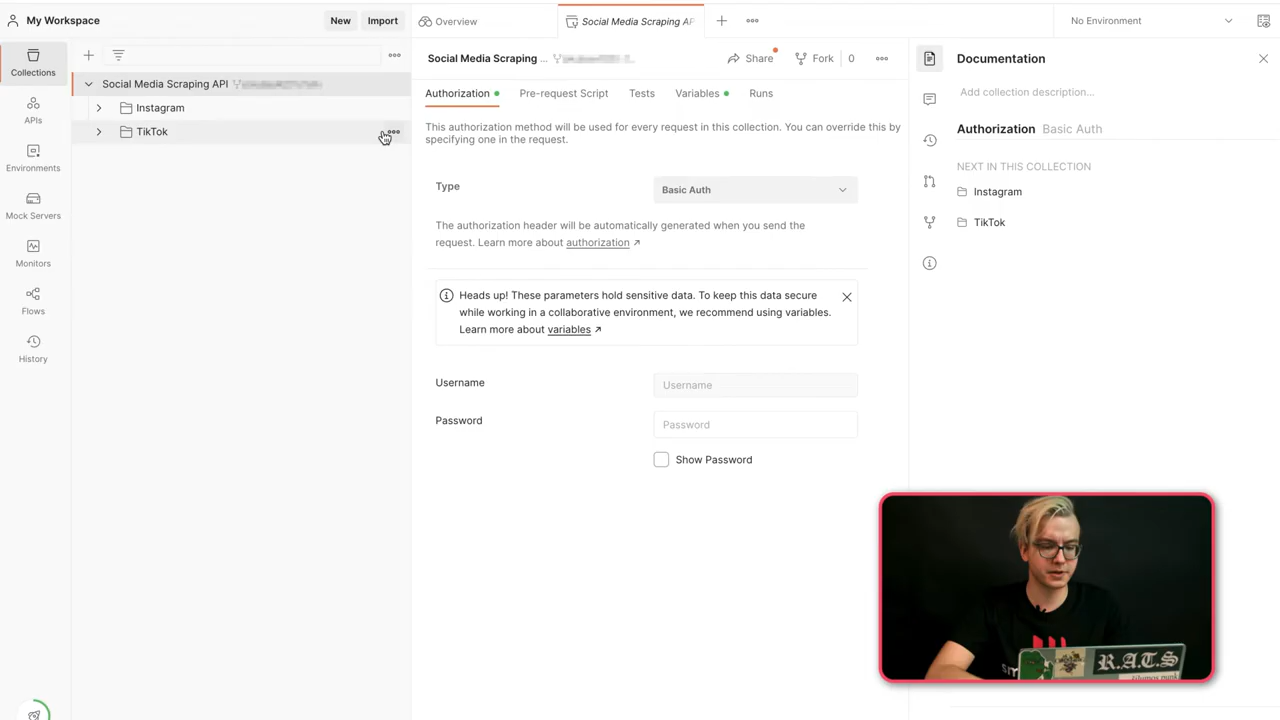 My Workspace
New
Import
Overview
Social Media Scraping AP
No Environment
Collections
APIs
Environments
Mock Servers
Monitors
Flows
History
Social Media Scraping API
Instagram
TikTok
Social Media Scraping ...
Share
Fork
0
Authorization
Pre-request Script
Tests
Variables
Runs
This authorization method will be used for every request in this collection. You can override this by
specifying one in the request.
Type
Basic Auth
The authorization header will be automatically generated when you send the
request. Learn more about authorization ↗
Heads up! These parameters hold sensitive data. To keep this data secure
while working in a collaborative environment, we recommend using variables.
Learn more about variables ↗
Username
Username
Password
Password
Show Password
Documentation
Add collection description...
Authorization Basic Auth
NEXT IN THIS COLLECTION
Instagram
TikTok
R.A.T.S